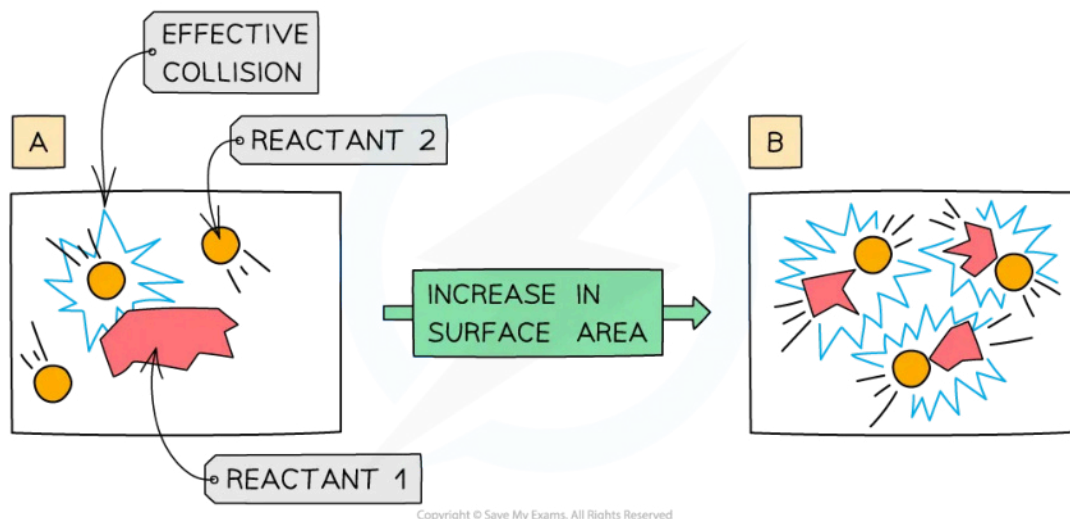 EFFECTIVE
COLLISION
A
REACTANT 2
B
INCREASE IN
SURFACE AREA
REACTANT 1
Copyright © Save My Exams. All Rights Reserved